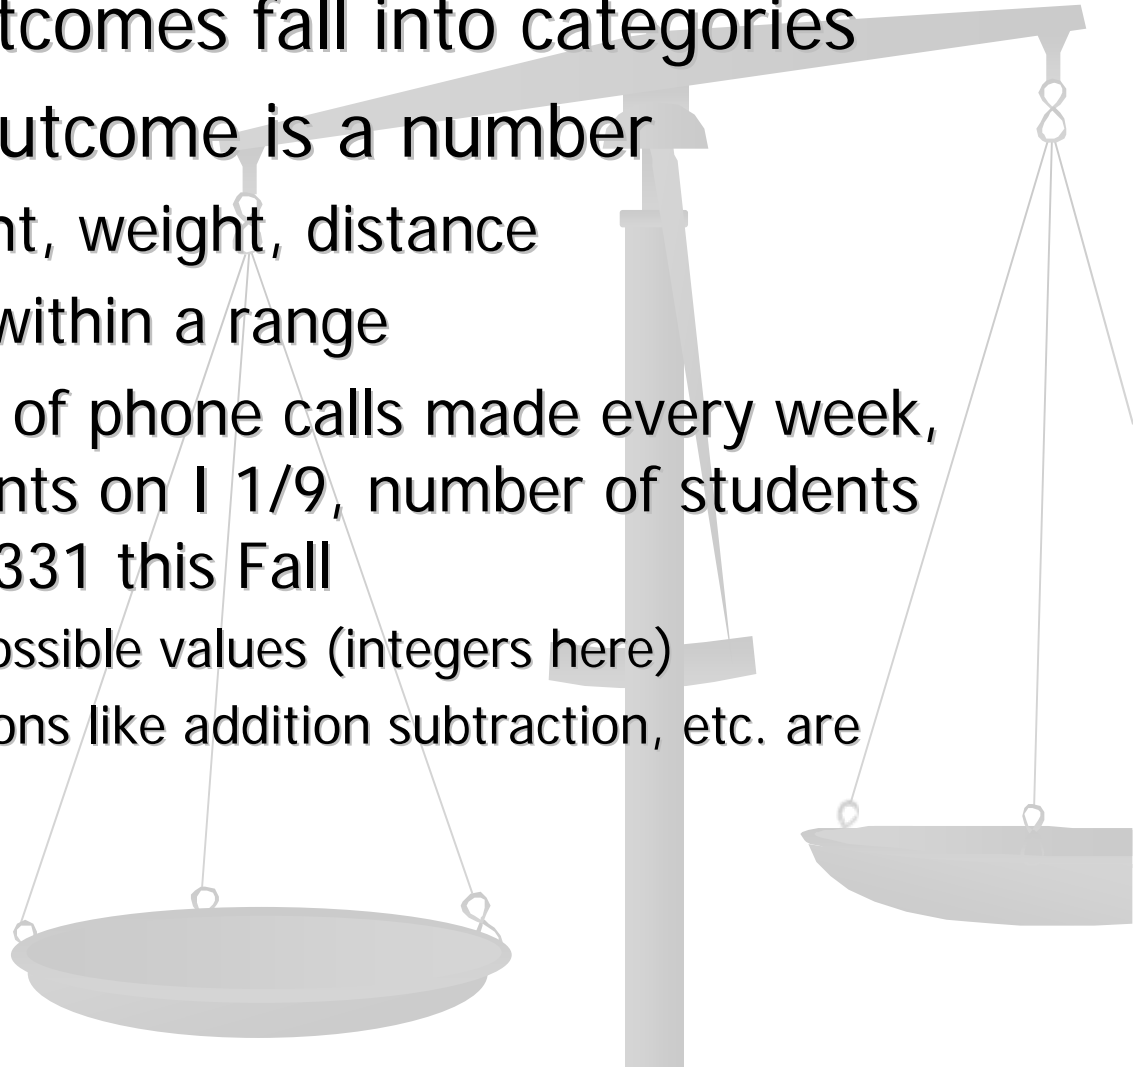 tcomes fall into categories
utcome is a number
nt, weight, distance
within a range
of phone calls made every week,
nts on I 1/9, number of students
331 this Fall
ossible values (integers here)
ons like addition subtraction, etc. are